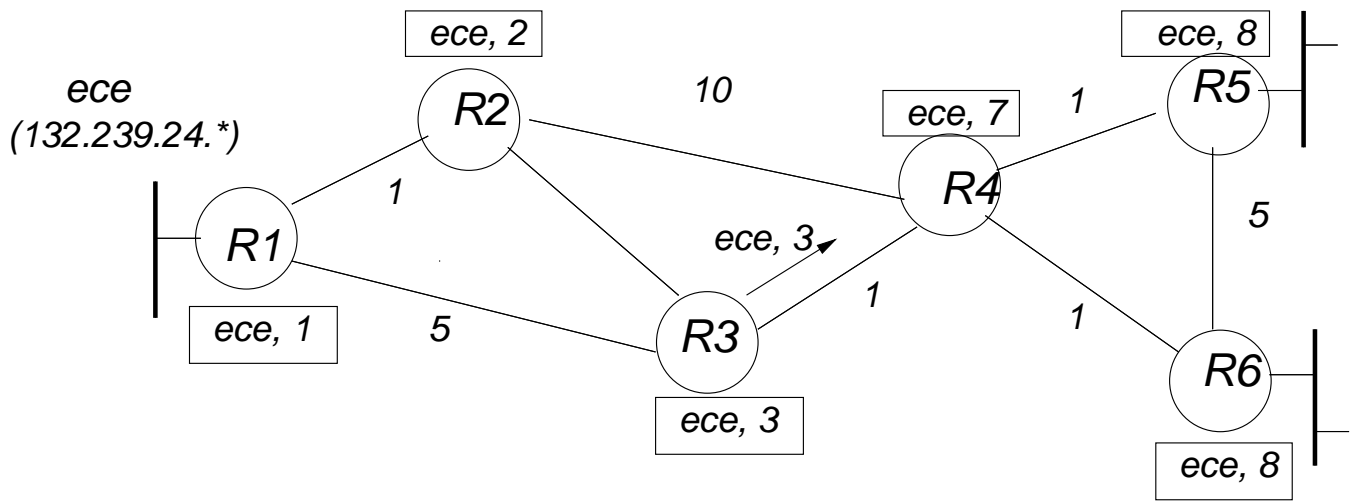 ece, 2
ece, 8
ece
(132.239.24.*)
R2
10
1
R5
ece, 7
1
R4
5
R1
ece, 3
1
ece, 1
5
R3
1
R6
ece, 3
ece, 8